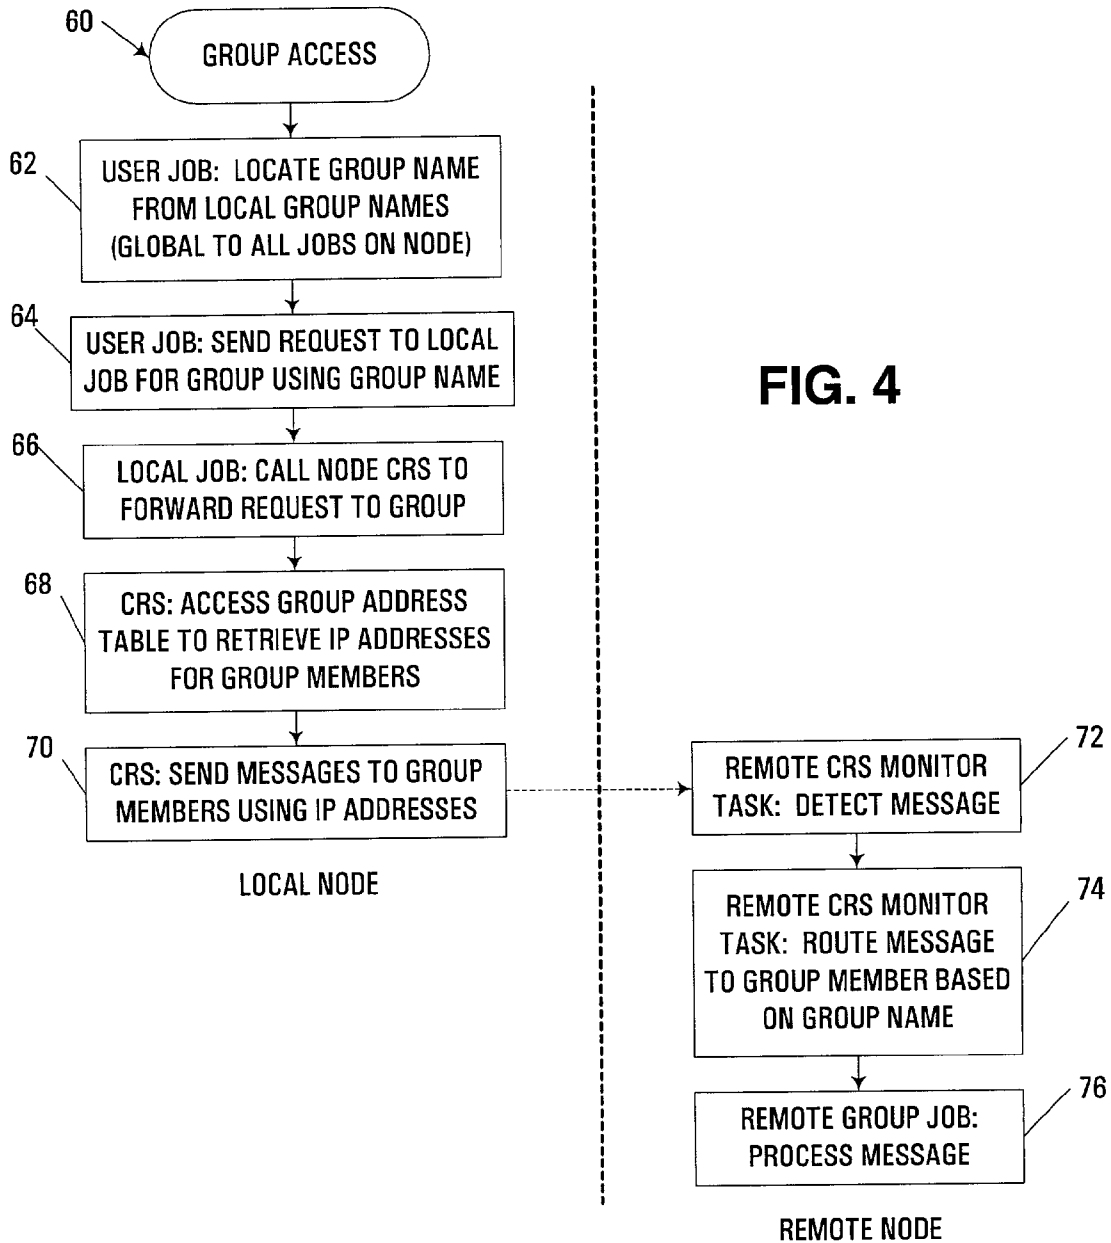 60
GROUP ACCESS
62
USER JOB: LOCATE GROUP NAME
FROM LOCAL GROUP NAMES
(GLOBAL TO ALL JOBS ON NODE)
64
USER JOB: SEND REQUEST TO LOCAL
JOB FOR GROUP USING GROUP NAME
FIG. 4
66
LOCAL JOB: CALL NODE CRS TO
FORWARD REQUEST TO GROUP
68
CRS: ACCESS GROUP ADDRESS
TABLE TO RETRIEVE IP ADDRESSES
FOR GROUP MEMBERS
70
CRS: SEND MESSAGES TO GROUP
MEMBERS USING IP ADDRESSES
LOCAL NODE
72
REMOTE CRS MONITOR
TASK: DETECT MESSAGE
74
REMOTE CRS MONITOR
TASK: ROUTE MESSAGE
TO GROUP MEMBER BASED
ON GROUP NAME
76
REMOTE GROUP JOB:
PROCESS MESSAGE
REMOTE NODE